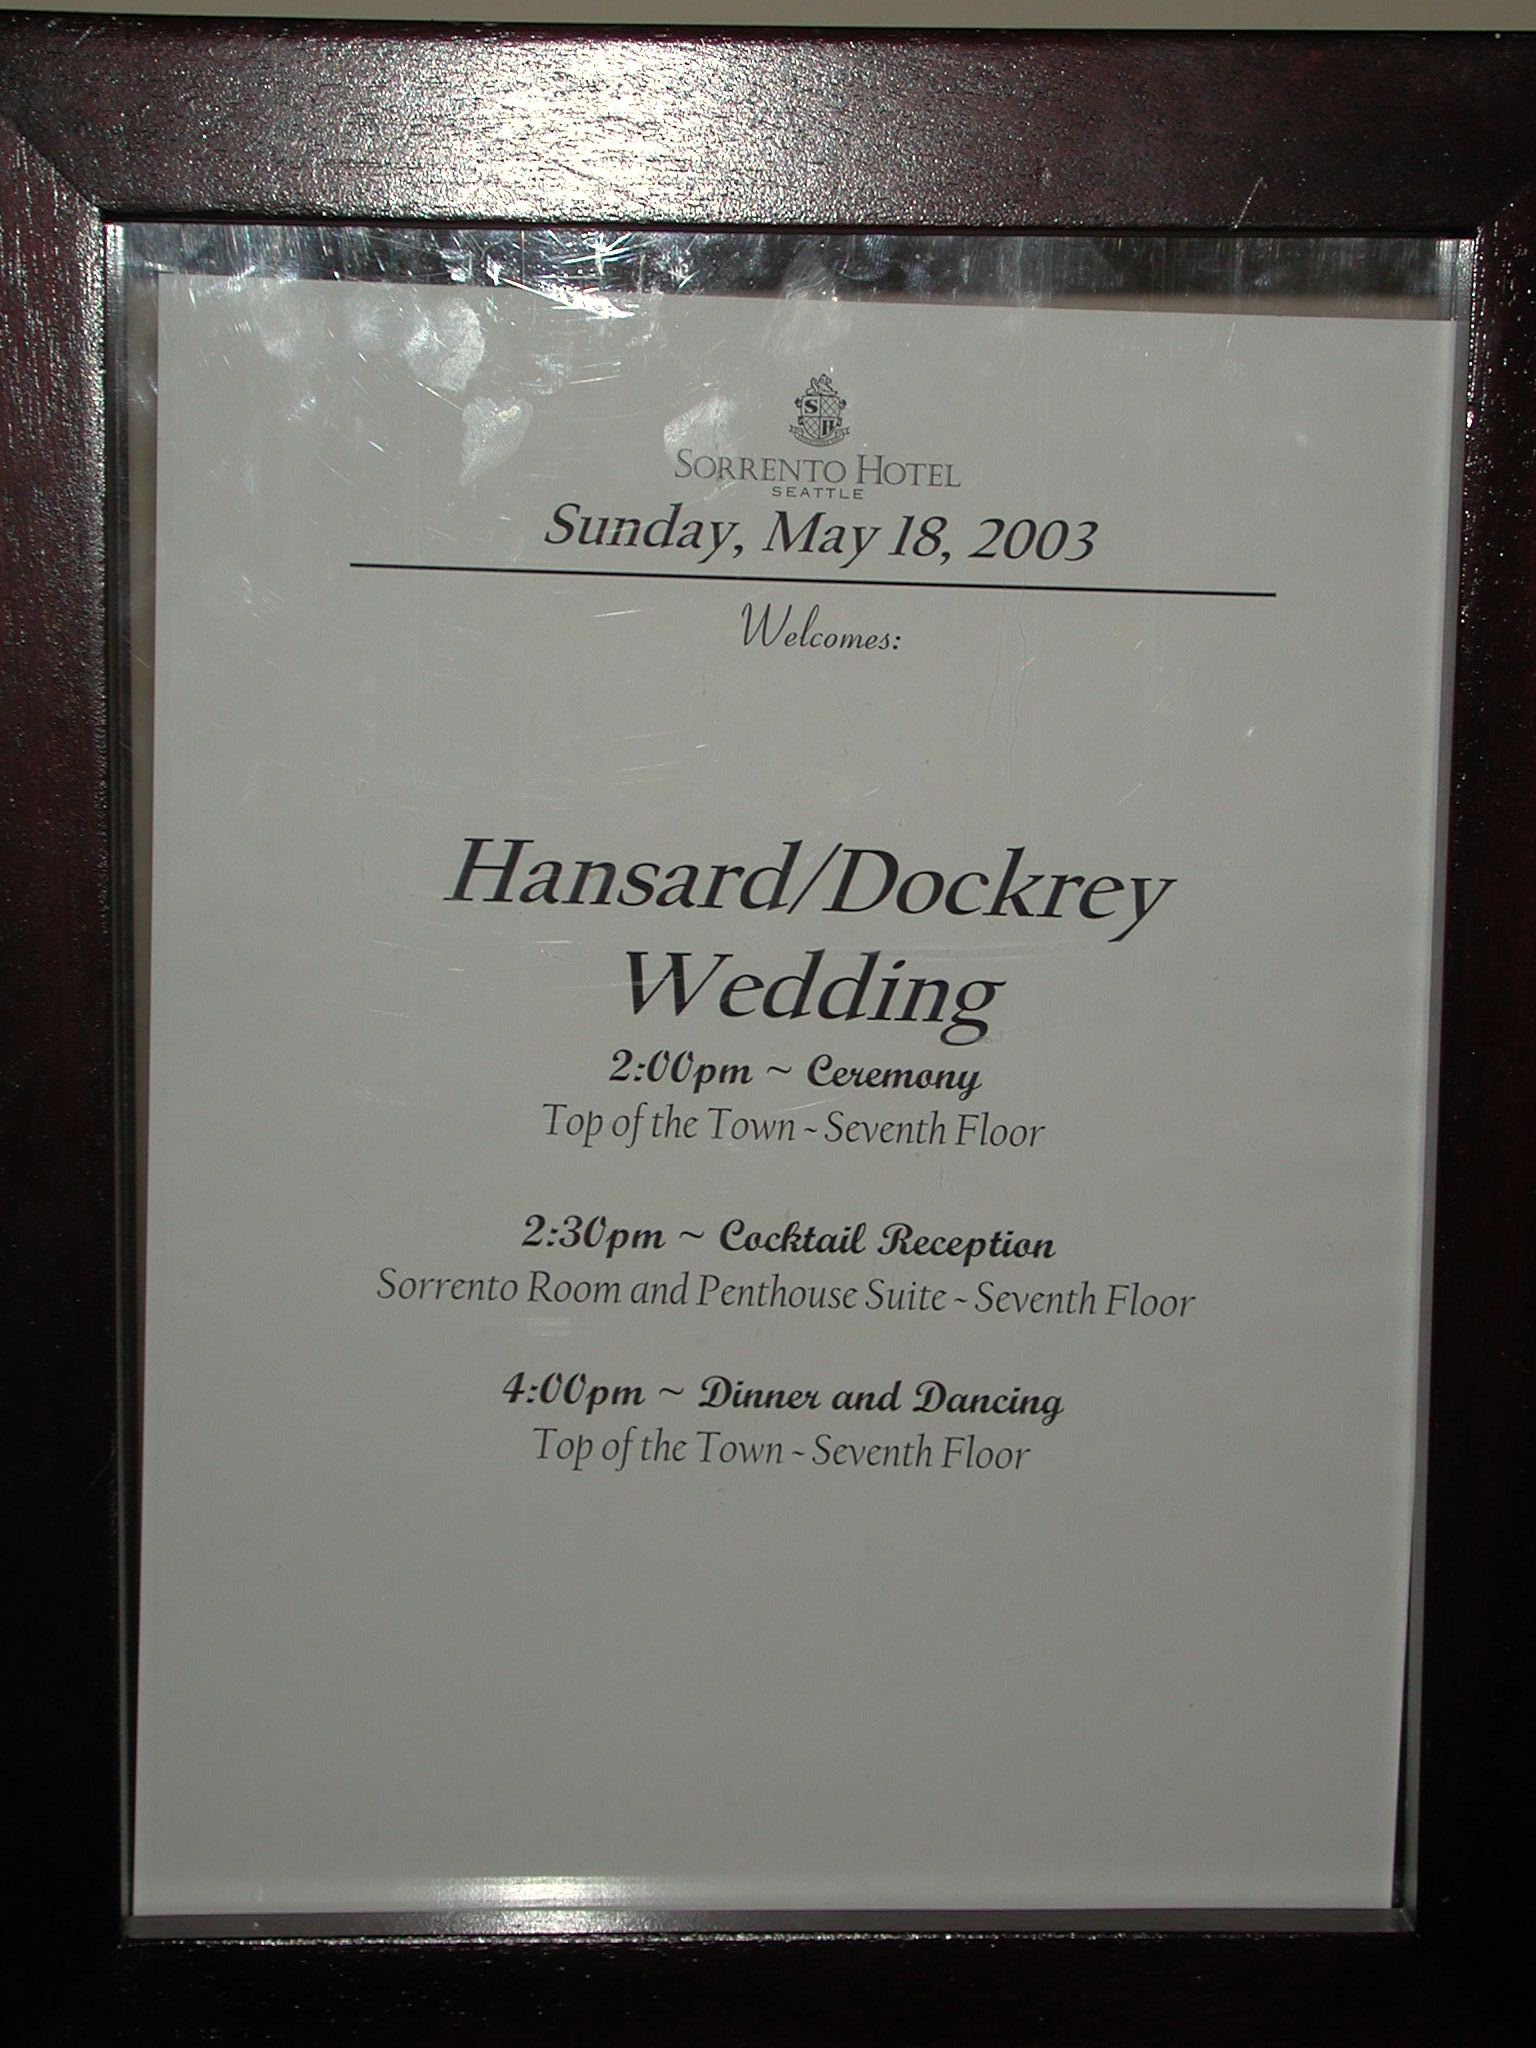 S
H
SORRENTO HOTEL
SEATTLE
Sunday, May 18, 2003
Welcomes:
Hansard/Dockrey
Wedding
2:00pm ~ Ceremony
Top of the Town ~ Seventh Floor
2:30pm ~ Cocktail Reception
Sorrento Room and Penthouse Suite ~ Seventh Floor
4:00pm ~ Dinner and Dancing
Top of the Town ~ Seventh Floor